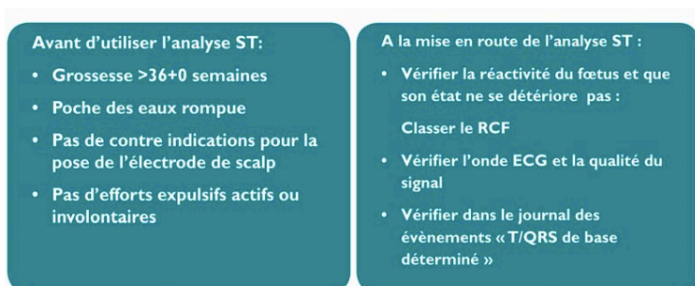 Avant d'utiliser l'analyse ST:
• Grossesse >36+0 semaines
• Poche des eaux rompue
• Pas de contre indications pour la
pose de l'électrode de scalp
• Pas d'efforts expulsifs actifs ou
involontaires
A la mise en route de l'analyse ST :
• Vérifier la réactivité du fœtus et que
son état ne se détériore pas :
Classer le RCF
• Vérifier l'onde ECG et la qualité du
signal
• Vérifier dans le journal des
évènements « T/QRS de base
déterminé »